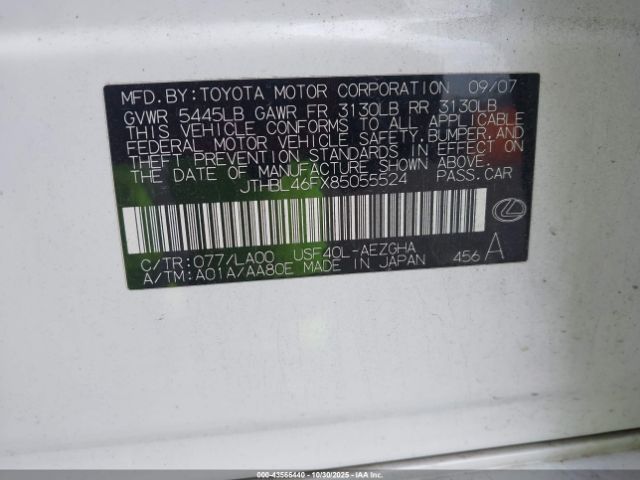 MFD. BY: TOYOTA MOTOR CORPORATION 09/07
GVWR 5445LB GAWR FR 3130LB RR 3130LB
THIS VEHICLE CONFORMS TO ALL APPLICABLE
FEDERAL MOTOR VEHICLE SAFETY, BUMPER, AND
THEFT PREVENTION STANDARDS IN EFFECT ON
THE DATE OF MANUFACTURE SHOWN ABOVE.
JTHBL46FX85055524 PASS. CAR
C/TR: 077/LA00 USF40L-AEZGHA
A/TM: A01A/AA80E MADE IN JAPAN 456 A
000-43565440 • 10/30/2025 • IAA Inc.